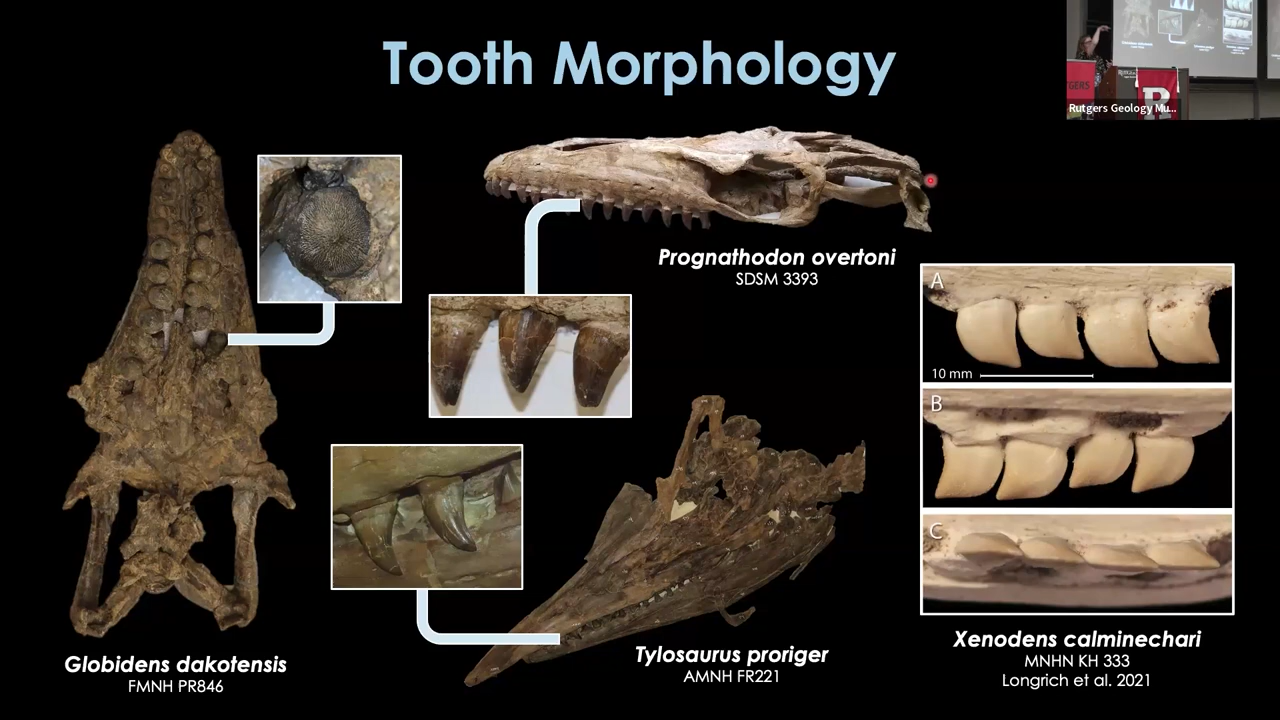 Tooth Morphology
Rutgers Geology Mu...
Prognathodon overtoni
SDSM 3393
A
10 mm
B
C
Globidens dakotensis
FMNH PR846
Tylosaurus proriger
AMNH FR221
Xenodens calminechari
MNHN KH 333
Longrich et al. 2021
R